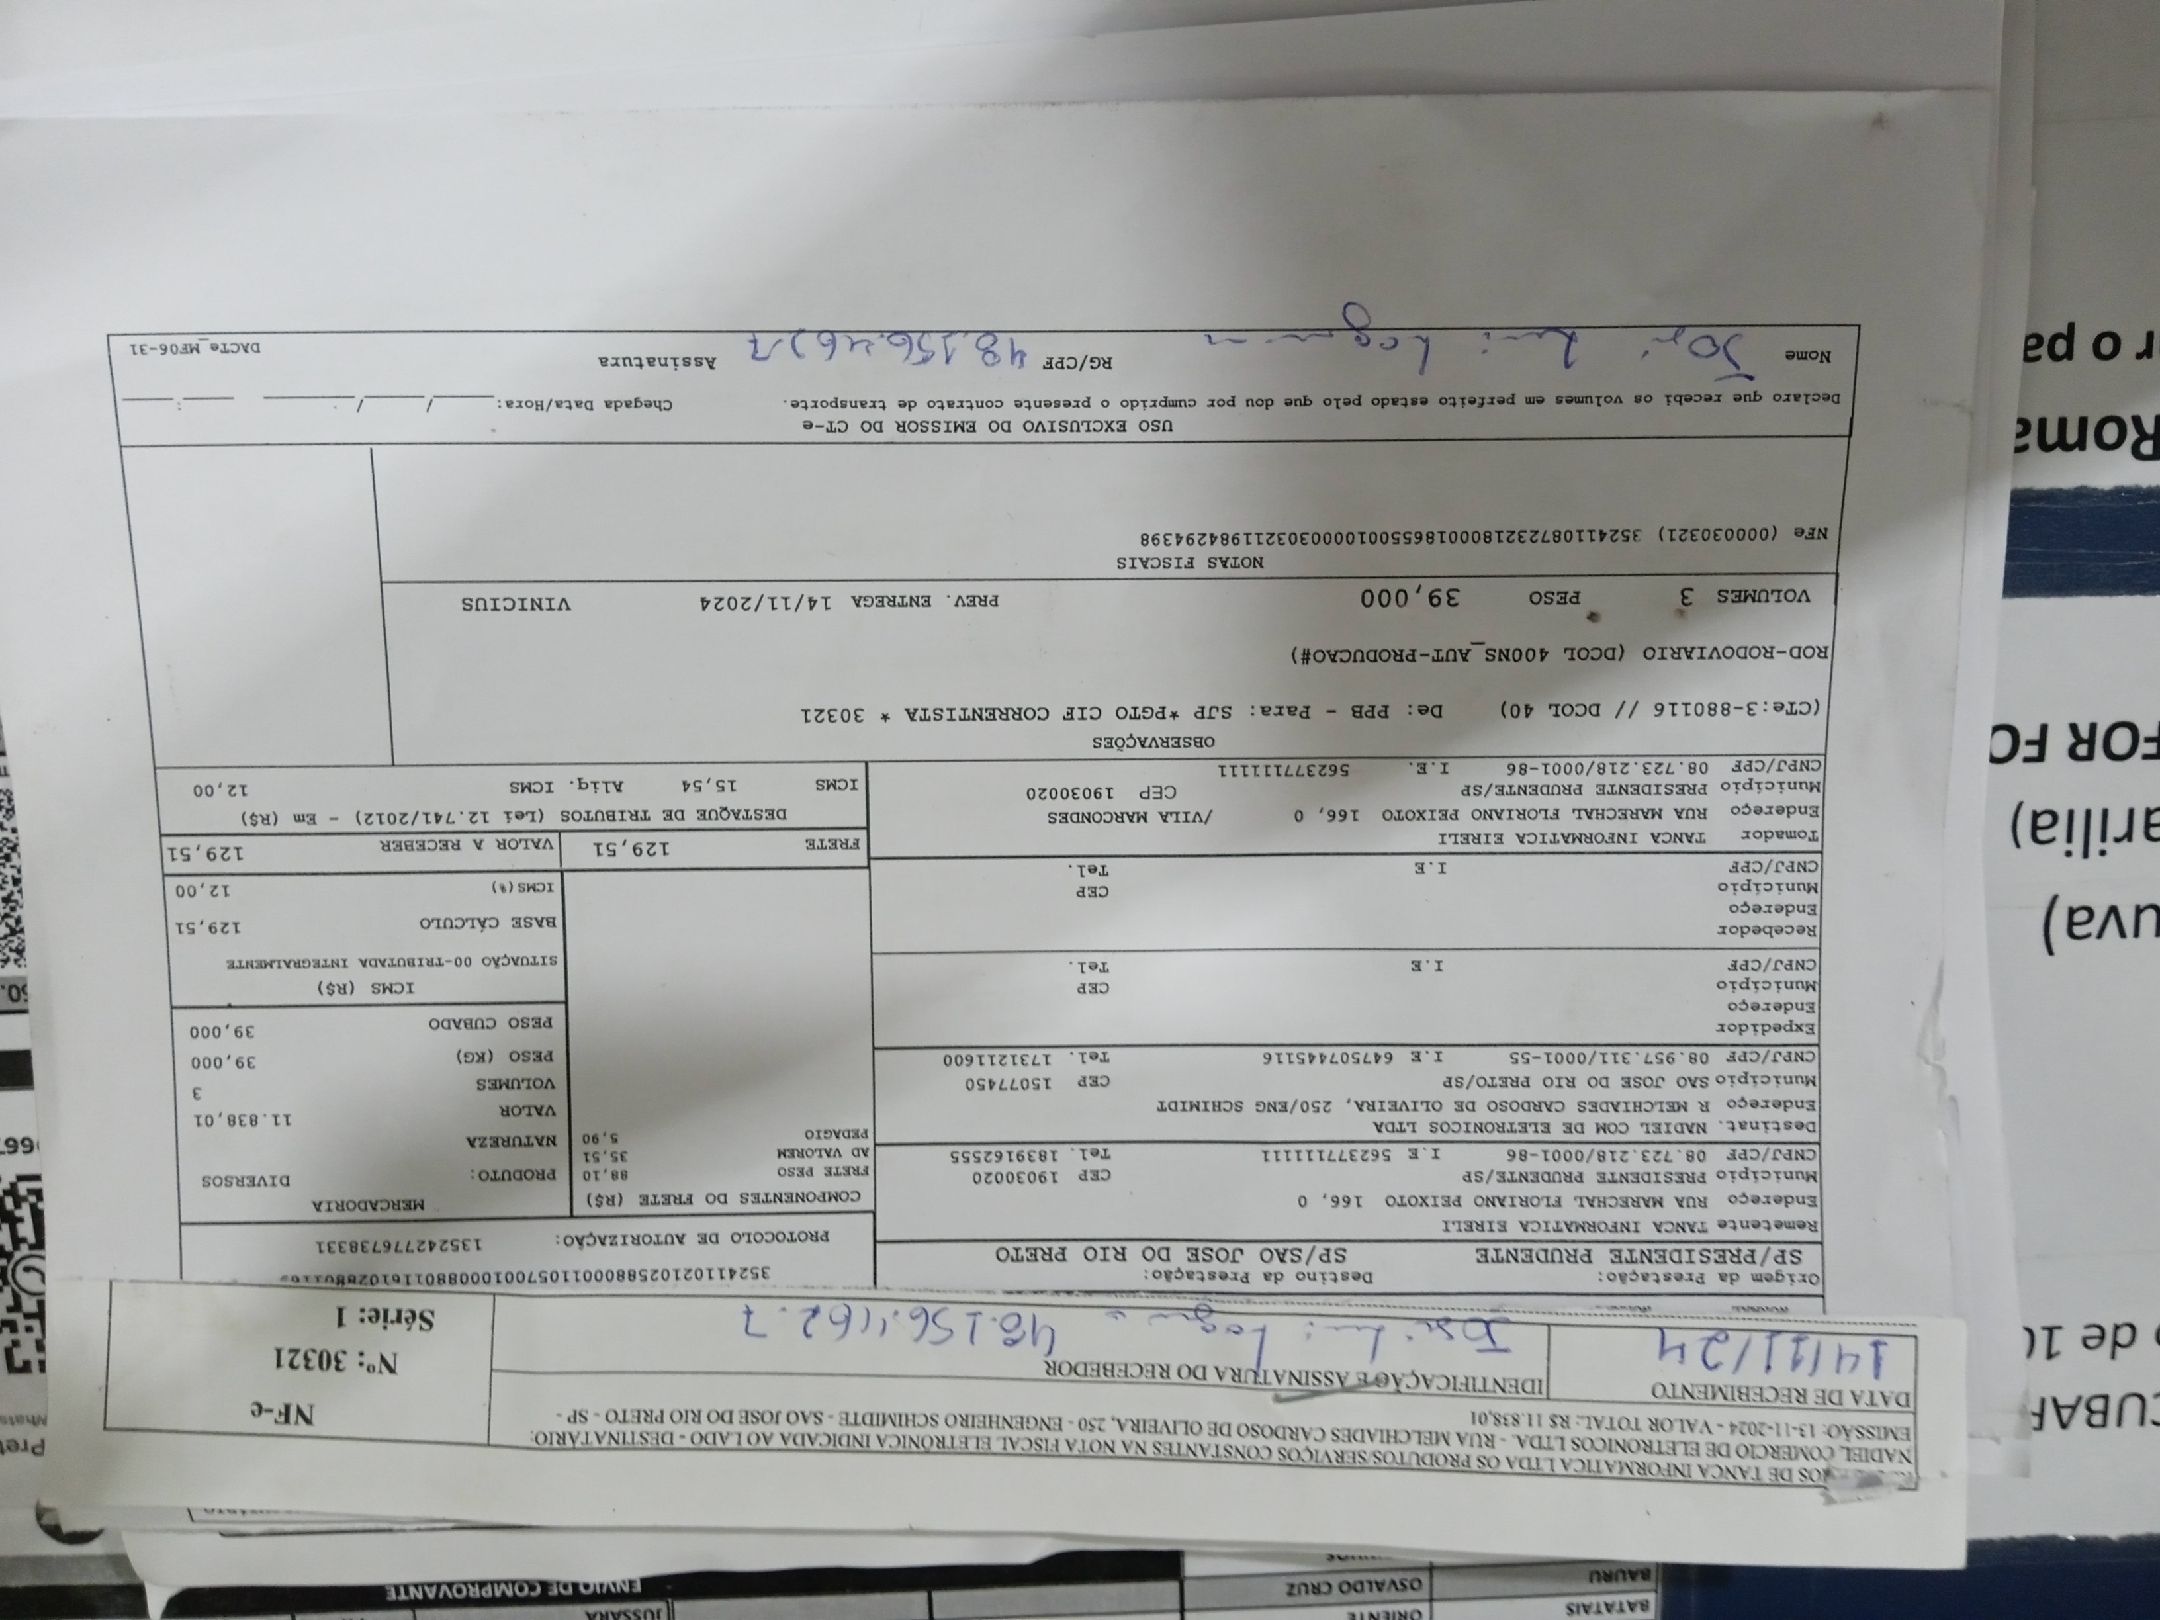 OS DE TANCA INFORMATICA LTDA OS PRODUTOS/SERVIÇOS CONSTANTES NA NOTA FISCAL ELETRÔNICA INDICADA AO LADO - DESTINATÁRIO:
NADIEL COMERCIO DE ELETRONICOS LTDA. - RUA MELCHIADES CARDOSO DE OLIVEIRA, 250 - ENGENHEIRO SCHIMIDTE - SAO JOSE DO RIO PRETO - SP -
EMISSÃO: 13-11-2024 - VALOR TOTAL: R$ 11.838,01
DATA DE RECEBIMENTO
14/11/24
IDENTIFICAÇÃO E ASSINATURA DO RECEBEDOR
NF-e
Nº: 30321
Série: 1
Origem da Prestação:
SP/PRESIDENTE PRUDENTE
Destino da Prestação:
SP/SAO JOSE DO RIO PRETO
PROTOCOLO DE AUTORIZAÇÃO: 135242776738331
Remetente TANCA INFORMATICA EIRELI
Endereço RUA MARECHAL FLORIANO PEIXOTO 166, 0
Município PRESIDENTE PRUDENTE/SP CEP 19030020
CNPJ/CPF 08.723.218/0001-86 I.E 562377111111 Tel. 1839162555
Destinat. NADIEL COM DE ELETRONICOS LTDA
Endereço R MELCHIADES CARDOSO DE OLIVEIRA, 250/ENG SCHIMIDT
Município SAO JOSE DO RIO PRETO/SP CEP 15077450
CNPJ/CPF 08.957.311/0001-55 I.E 647507445116 Tel. 1731211600
Expedidor
Endereço
Município CEP
CNPJ/CPF I.E Tel.
Recebedor
Endereço
Município CEP
CNPJ/CPF I.E Tel.
Tomador TANCA INFORMATICA EIRELI
Endereço RUA MARECHAL FLORIANO PEIXOTO 166, 0 /VILA MARCONDES
Município PRESIDENTE PRUDENTE/SP CEP 19030020
CNPJ/CPF 08.723.218/0001-86 I.E. 562377111111
COMPONENTES DO FRETE (R$)
FRETE PESO 88,10
AD VALOREM 35,51
PEDAGIO 5,90
MERCADORIA
PRODUTO: DIVERSOS
NATUREZA
VALOR 11.838,01
VOLUMES 3
PESO (KG) 39,000
PESO CUBADO 39,000
ICMS (R$)
SITUAÇÃO 00-TRIBUTADA INTEGRALMENTE
BASE CÁLCULO 129,51
ICMS(%) 12,00
FRETE 129,51 VALOR A RECEBER 129,51
DESTAQUE DE TRIBUTOS (Lei 12.741/2012) - Em (R$)
ICMS 15,54 Aliq. ICMS 12,00
OBSERVAÇÕES
(CTe:3-880116 // DCOL 40) De: PPB - Para: SJP *PGTO CIF CORRENTISTA * 30321
ROD-RODOVIARIO (DCOL 400NS_AUT-PRODUCAO#)
VOLUMES 3 PESO 39,000 PREV. ENTREGA 14/11/2024 VINICIUS
NOTAS FISCAIS
NFe (000030321) 35241108723218000186550010000303211984294398
USO EXCLUSIVO DO EMISSOR DO CT-e
Declaro que recebi os volumes em perfeito estado pelo que dou por cumprido o presente contrato de transporte. Chegada Data/Hora: / / :
Nome RG/CPF Assinatura
DACTe_MF06-31
ENVIO DE COMPROVANTE
BATATAIS
ORIENTE
JUSSARA
BAURU
OSVALDO CRUZ